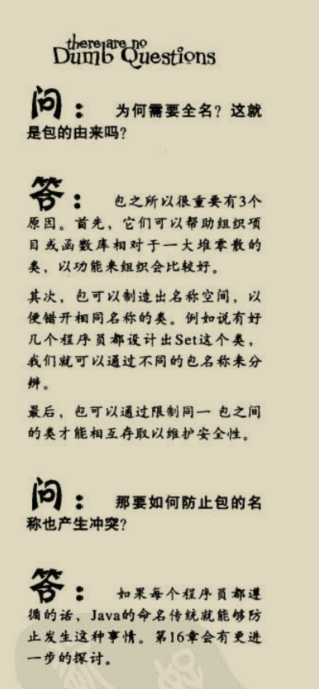 there are no
Dumb Questions
问： 为何需要全名？这就
是包的由来吗？
答： 包之所以很重要有3个
原因。首先，它们可以帮助组织项
目或函数库相对于一大堆零散的
类，以功能来组织会比较好。
其次，包可以制造出名称空间，以
便错开相同名称的类。例如说有好
几个程序员都设计出Set这个类，
我们就可以通过不同的包名称来分
辨。
最后，包可以通过限制同一 包之间
的类才能相互存取以维护安全性。
问： 那要如何防止包的名
称也产生冲突？
答： 如果每个程序员都遵
循的话，Java的命名传统就能够防
止发生这种事情。第16章会有更进
一步的探讨。